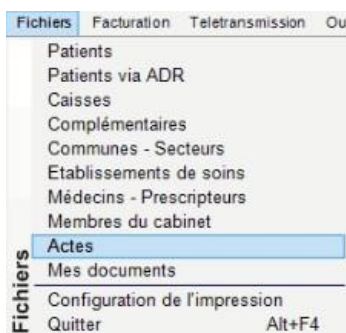 Fichiers Facturation Teletransmission Ou
Patients
Patients via ADR
Caisses
Complémentaires
Communes - Secteurs
Etablissements de soins
Médecins - Prescripteurs
Membres du cabinet
Actes
Mes documents
Configuration de l'impression
Quitter Alt+F4
Fichiers